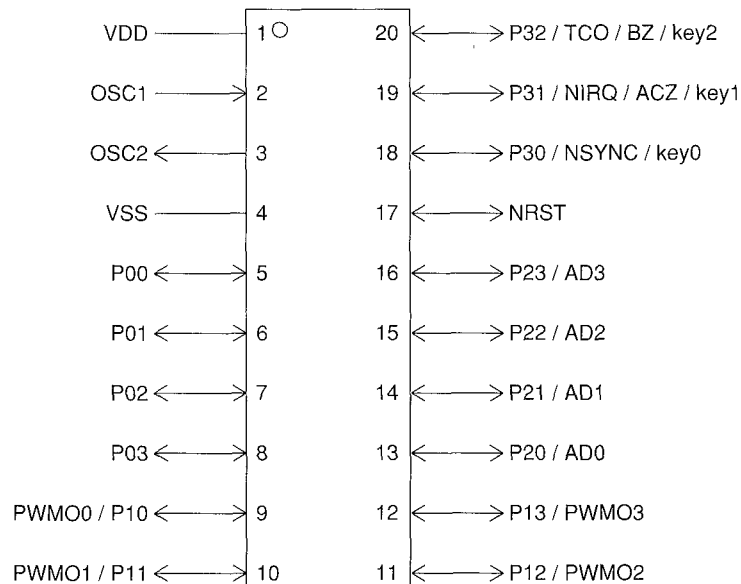 VDD 1 20 P32 / TCO / BZ / key2
OSC1 2 19 P31 / NIRQ / ACZ / key1
OSC2 3 18 P30 / NSYNC / key0
VSS 4 17 NRST
P00 5 16 P23 / AD3
P01 6 15 P22 / AD2
P02 7 14 P21 / AD1
P03 8 13 P20 / AD0
PWMO0 / P10 9 12 P13 / PWMO3
PWMO1 / P11 10 11 P12 / PWMO2